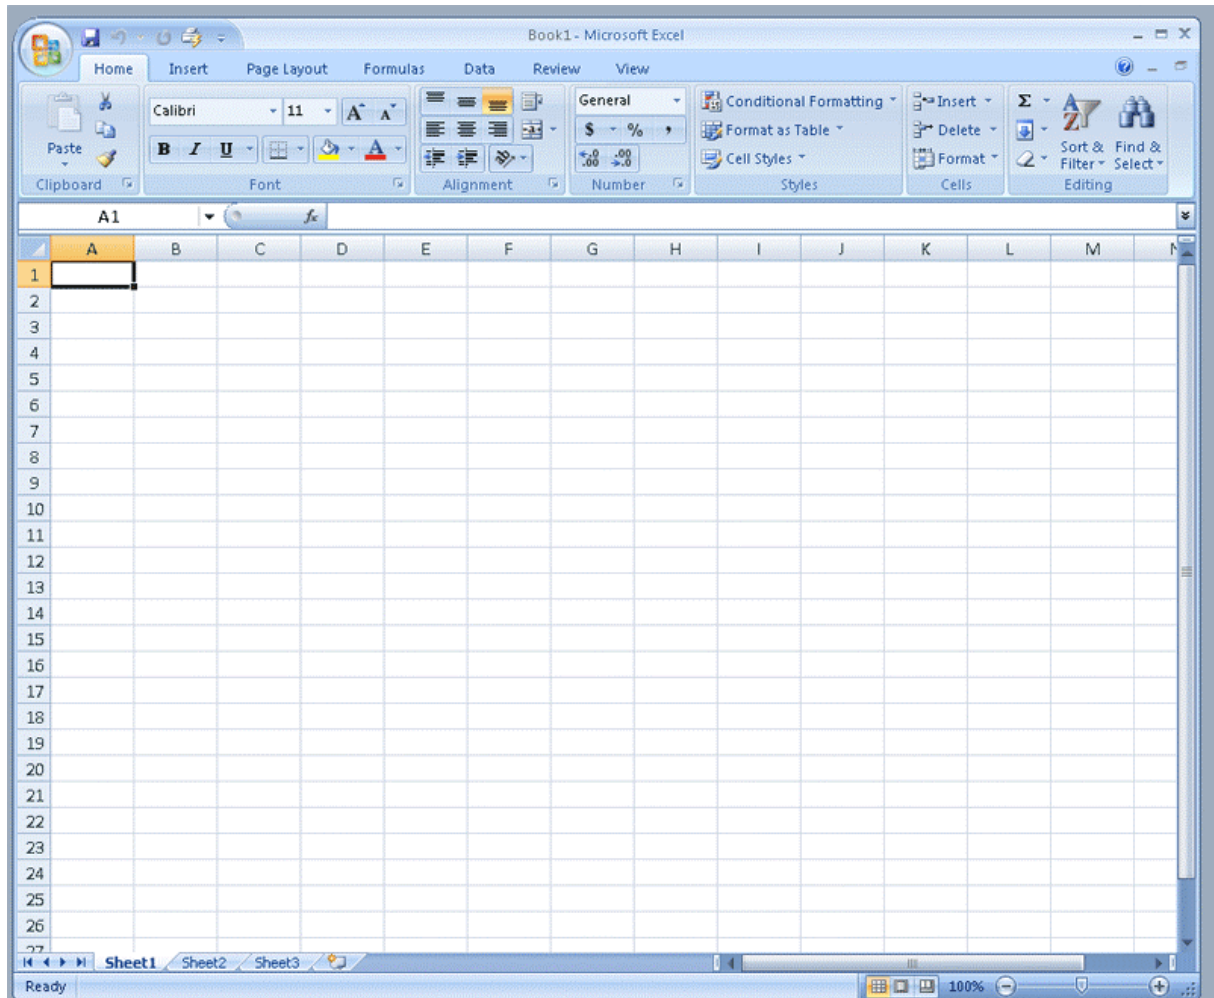 Book1 - Microsoft Excel
Home Insert Page Layout Formulas Data Review View
Calibri 11 General Conditional Formatting Insert Σ
B I U A $ % , Format as Table Delete
Paste Cell Styles Format Sort & Filter Find & Select
Clipboard Font Alignment Number Styles Cells Editing
A1 fx
A B C D E F G H I J K L M
1
2
3
4
5
6
7
8
9
10
11
12
13
14
15
16
17
18
19
20
21
22
23
24
25
26
27
Sheet1 Sheet2 Sheet3
Ready 100%